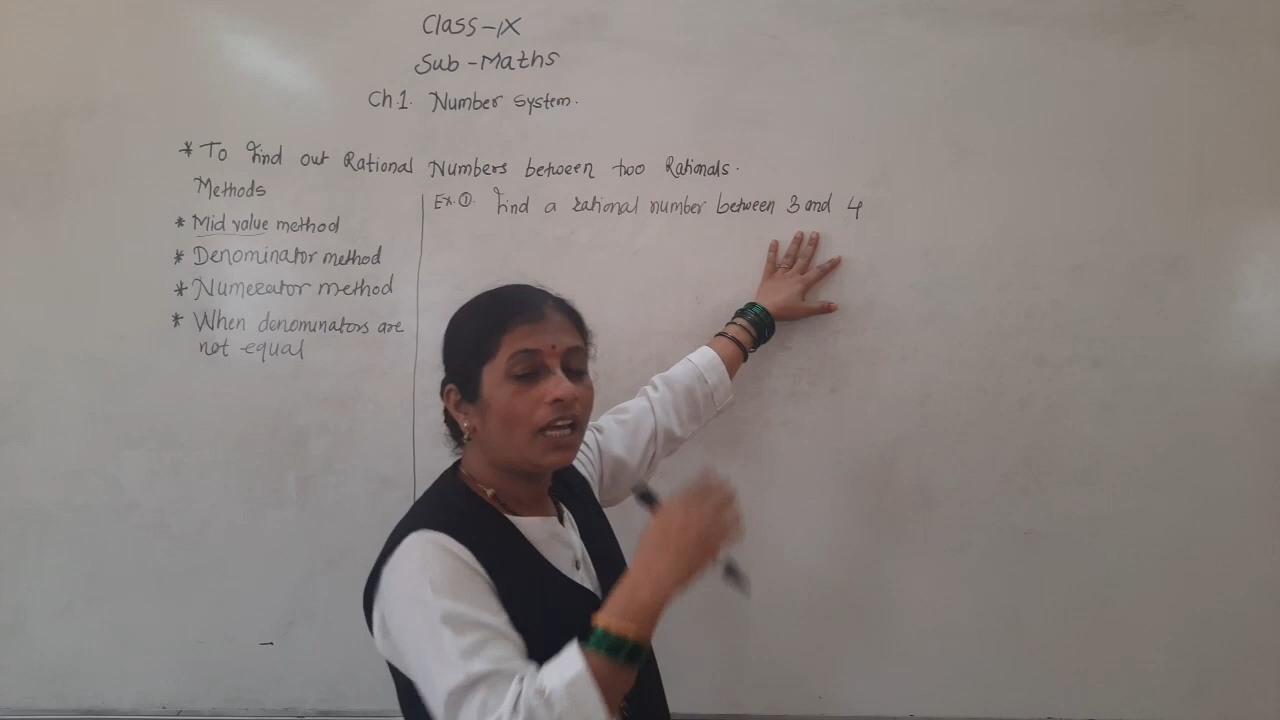 Class-IX
Sub-Maths
Ch.1. Number system.
* To find out Rational Numbers between two Rationals.
Methods
* Mid value method
* Denominator method
* Numerator method
* When denominators are
not equal
Ex.① find a rational number between 3 and 4